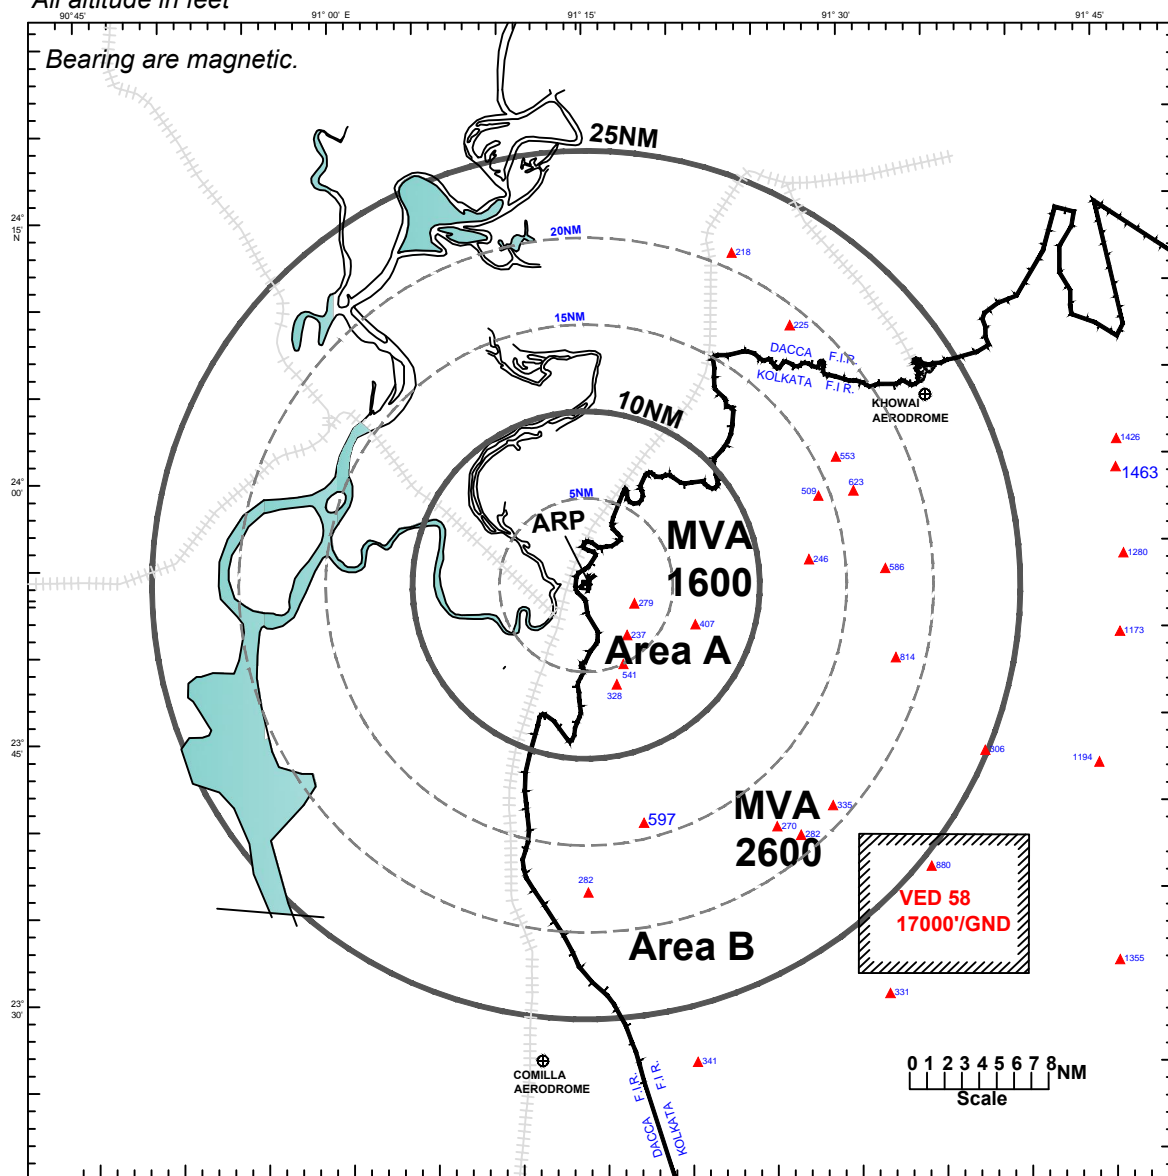 All altitude in feet
90°45'
91° 00' E
91° 15'
91° 30'
91° 45'
Bearing are magnetic.
25NM
24°
15'
N
20NM
218
15NM
225
DACCA F.I.R.
KOLKATA F.I.R.
10NM
KHOWAI
AERODROME
1426
553
1463
24°
00'
623
509
5NM
ARP
MVA
1600
1280
246
586
279
407
1173
237
Area A
814
541
328
23°
45'
806
1194
MVA
2600
335
597
270
282
880
282
VED 58
17000'/GND
Area B
1355
331
23°
30'
341
COMILLA
AERODROME
DACCA F.I.R.
KOLKATA F.I.R.
0 1 2 3 4 5 6 7 8 NM
Scale